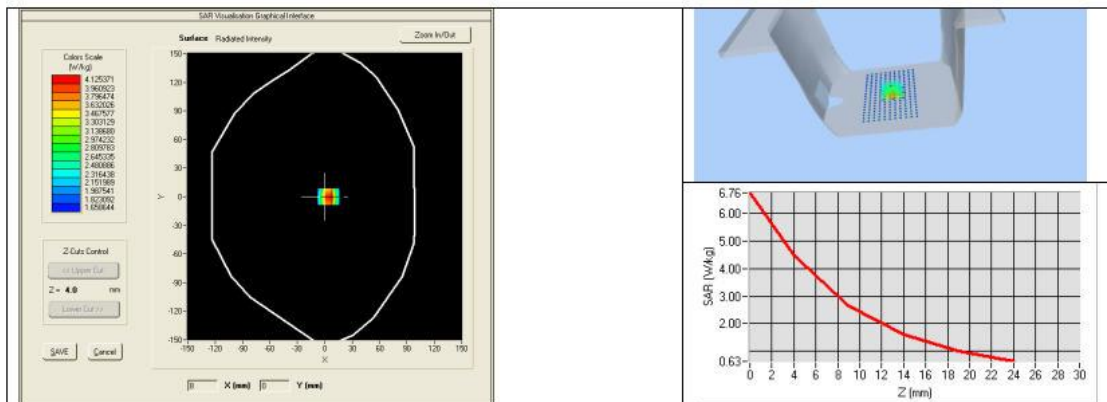 SAR Visualisation Graphical Interface
Surface Radiated Intensity
Zoom In/Out
Colors Scale
(W/kg)
4.125371
3.960923
3.796474
3.632026
3.467577
3.303129
3.138680
2.974232
2.809783
2.645335
2.480886
2.316438
2.151989
1.987541
1.823092
1.658644
Z-Cuts Control
<< Upper Cut
Z = 4.0 mm
Lower Cut >>
SAVE
Cancel
Y
150
120
90
60
30
0
-30
-60
-90
-120
-150
-150 -120 -90 -60 -30 0 30 60 90 120 150
X
0 X (mm) 0 Y (mm)
SAR (W/kg)
6.76
6.00
5.00
4.00
3.00
2.00
0.63
0 2 4 6 8 10 12 14 16 18 20 22 24 26 28 30
Z (mm)